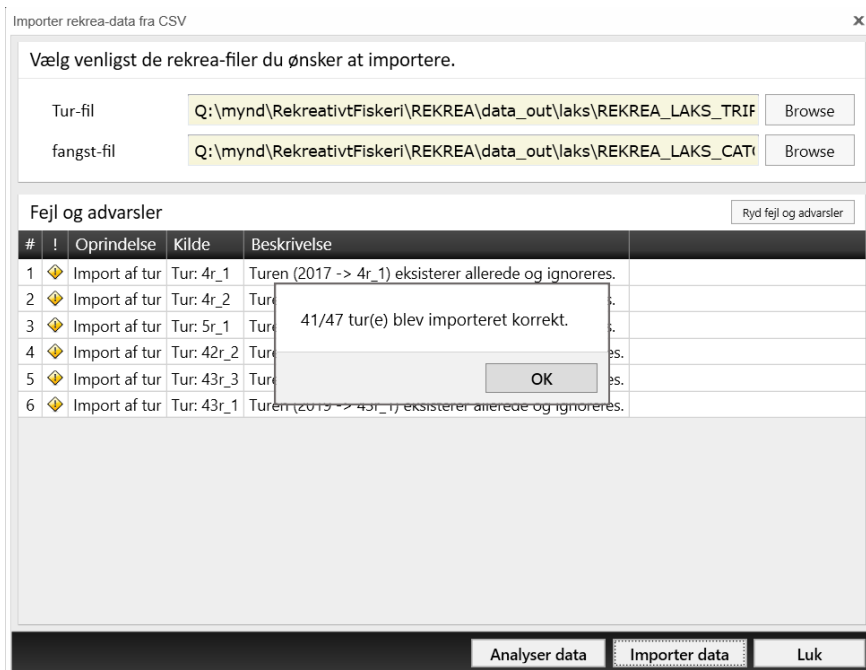 Importer rekrea-data fra CSV x
Vælg venligst de rekrea-filer du ønsker at importere.
Tur-fil Q:\mynd\RekreativtFiskeri\REKREA\data_out\laks\REKREA_LAKS_TRIF Browse
fangst-fil Q:\mynd\RekreativtFiskeri\REKREA\data_out\laks\REKREA_LAKS_CAT Browse
Fejl og advarsler Ryd fejl og advarsler
# ! Oprindelse Kilde Beskrivelse
1 Import af tur Tur: 4r_1 Turen (2017 -> 4r_1) eksisterer allerede og ignoreres.
2 Import af tur Tur: 4r_2
3 Import af tur Tur: 5r_1
4 Import af tur Tur: 42r_2
5 Import af tur Tur: 43r_3
6 Import af tur Tur: 43r_1 Turen (2019 -> 43r_1) eksisterer allerede og ignoreres.
41/47 tur(e) blev importeret korrekt.
OK
Analyser data Importer data Luk